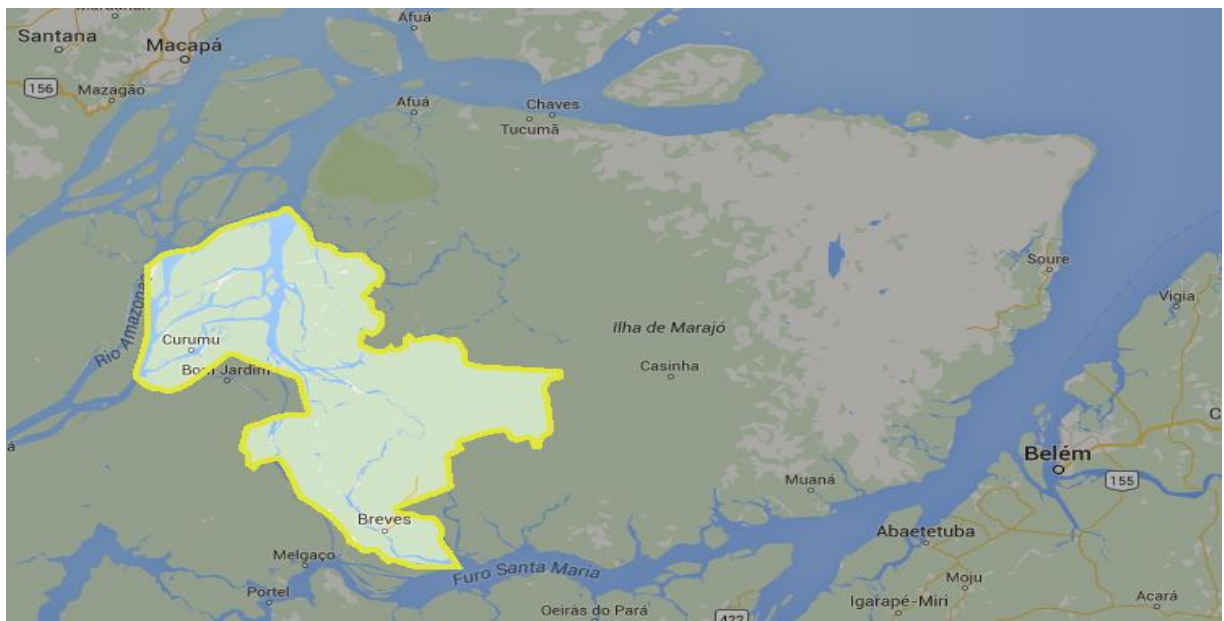 Afuá
Santana
Macapá
156
Mazagão
Afuá
Chaves
Tucumã
Soure
Vigia
Rio Amazonas
Ilha de Marajó
Curumu
Casinha
Bom Jardim
Belém
155
Muaná
Breves
Abaetetuba
Melgaço
Furo Santa Maria
Moju
Portel
Igarapé-Miri
Acará
Oeiras do Pará
422